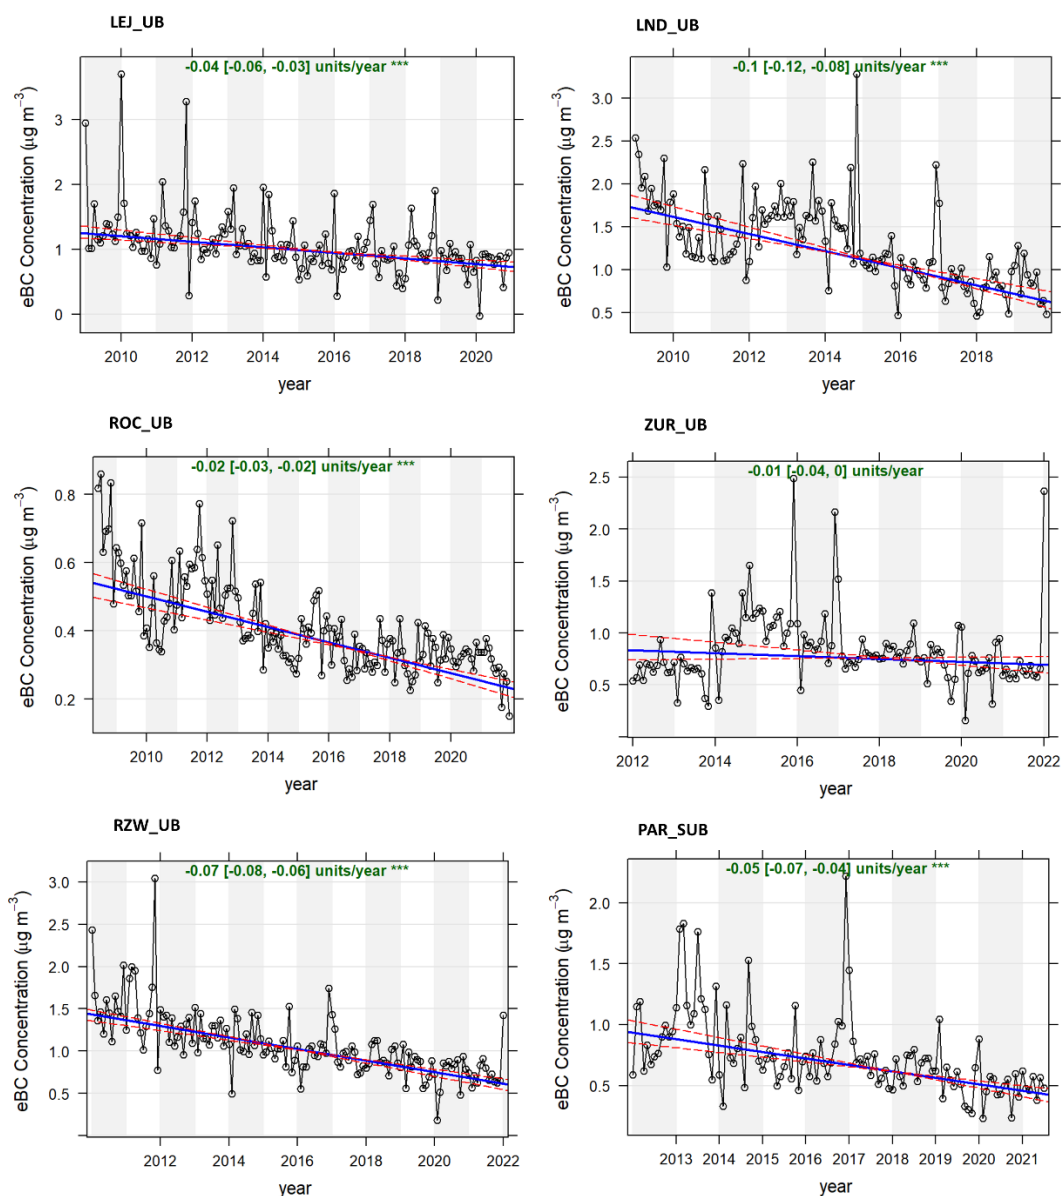 LEJ_UB
-0.04 [-0.06, -0.03] units/year ***
eBC Concentration (µg m⁻³)
3
2
1
0
2010 2012 2014 2016 2018 2020
year
LND_UB
-0.1 [-0.12, -0.08] units/year ***
eBC Concentration (µg m⁻³)
3.0
2.5
2.0
1.5
1.0
0.5
2010 2012 2014 2016 2018
year
ROC_UB
-0.02 [-0.03, -0.02] units/year ***
eBC Concentration (µg m⁻³)
0.8
0.6
0.4
0.2
2010 2012 2014 2016 2018 2020
year
ZUR_UB
-0.01 [-0.04, 0] units/year
eBC Concentration (µg m⁻³)
2.5
2.0
1.5
1.0
0.5
2012 2014 2016 2018 2020 2022
year
RZW_UB
-0.07 [-0.08, -0.06] units/year ***
eBC Concentration (µg m⁻³)
3.0
2.5
2.0
1.5
1.0
0.5
2012 2014 2016 2018 2020 2022
year
PAR_SUB
-0.05 [-0.07, -0.04] units/year ***
eBC Concentration (µg m⁻³)
2.0
1.5
1.0
0.5
2013 2014 2015 2016 2017 2018 2019 2020 2021
year